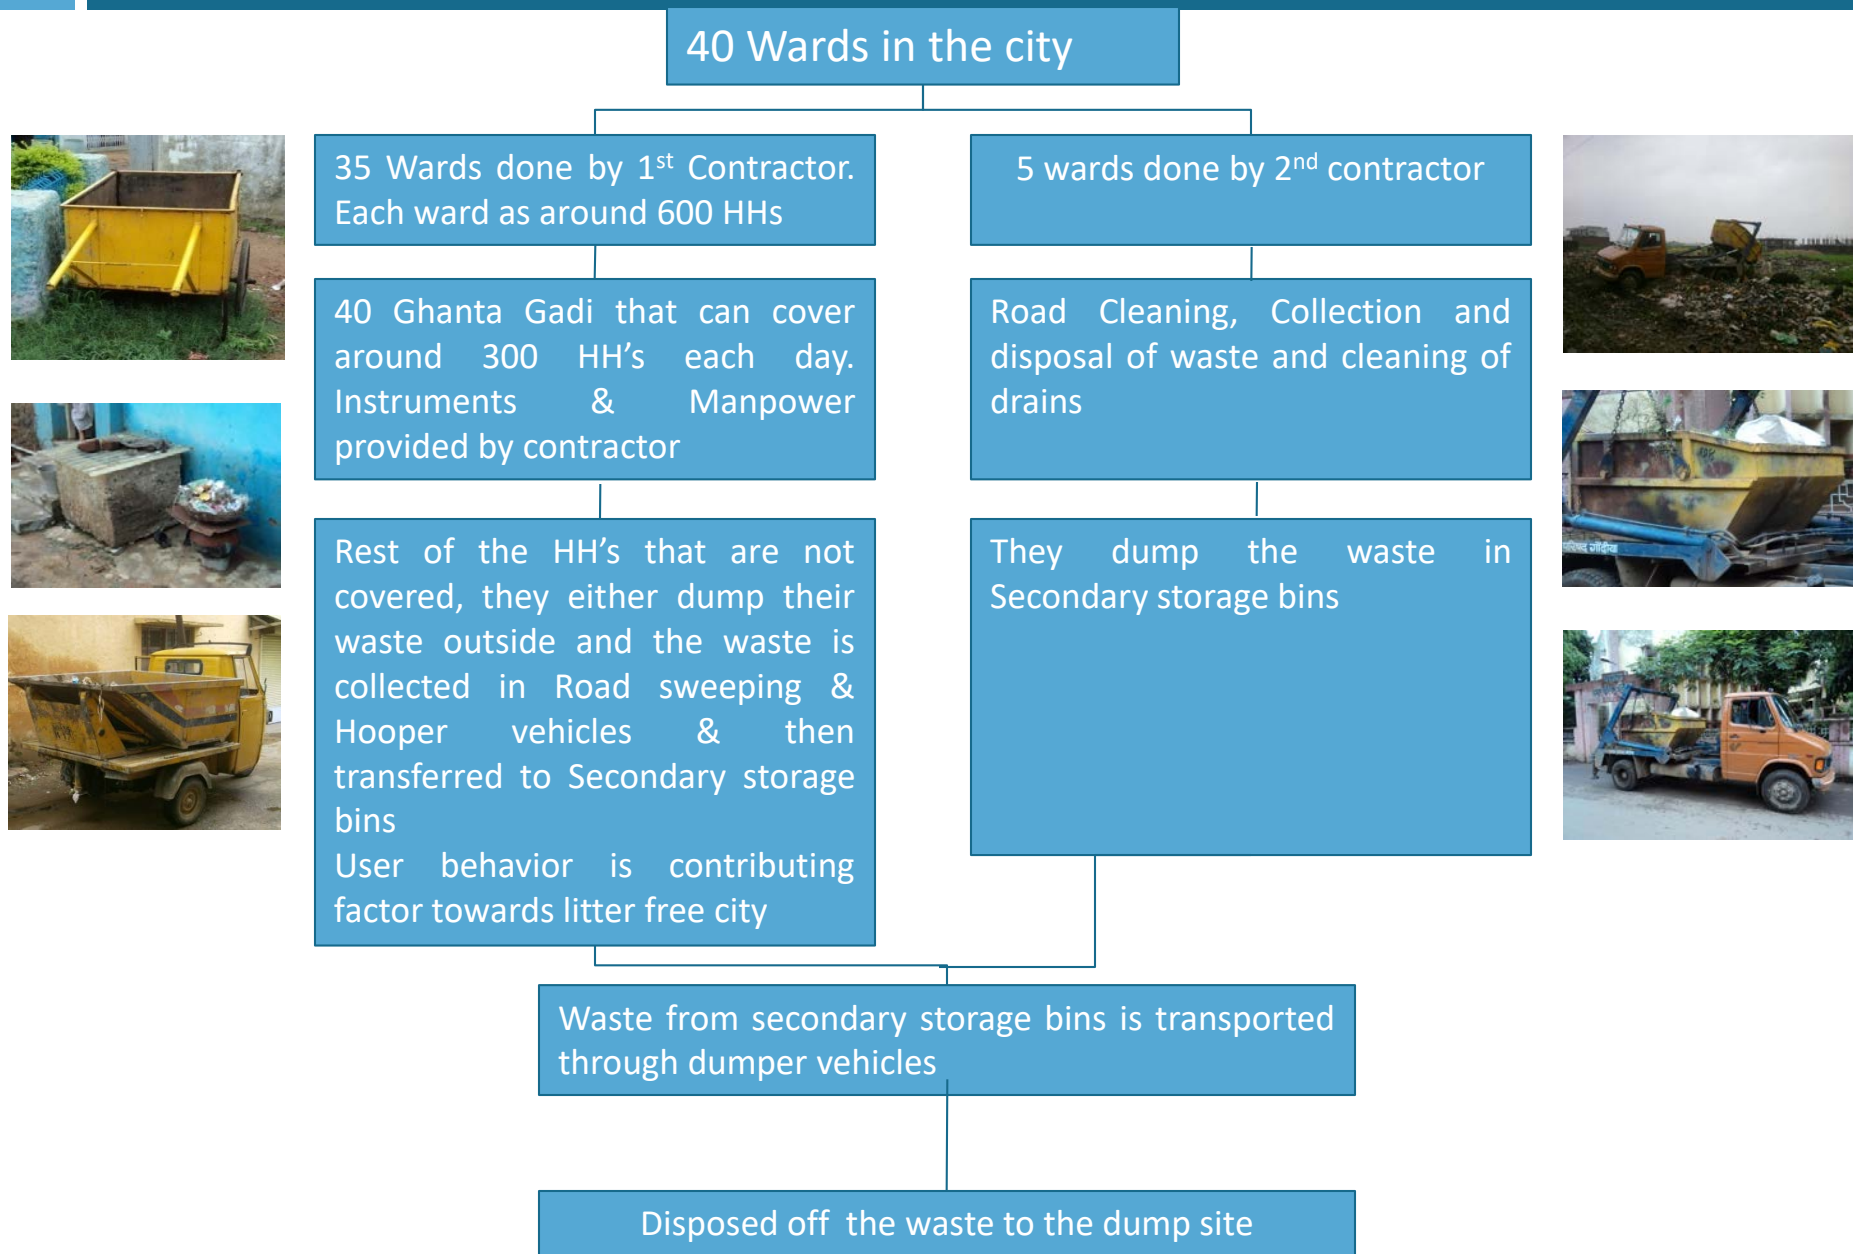 40 Wards in the city
35 Wards done by 1st Contractor.
Each ward as around 600 HHs
40 Ghanta Gadi that can cover
around 300 HH’s each day.
Instruments & Manpower
provided by contractor
Rest of the HH’s that are not
covered, they either dump their
waste outside and the waste is
collected in Road sweeping &
Hooper vehicles & then
transferred to Secondary storage
bins
User behavior is contributing
factor towards litter free city
5 wards done by 2nd contractor
Road Cleaning, Collection and
disposal of waste and cleaning of
drains
They dump the waste in
Secondary storage bins
Waste from secondary storage bins is transported
through dumper vehicles
Disposed off the waste to the dump site